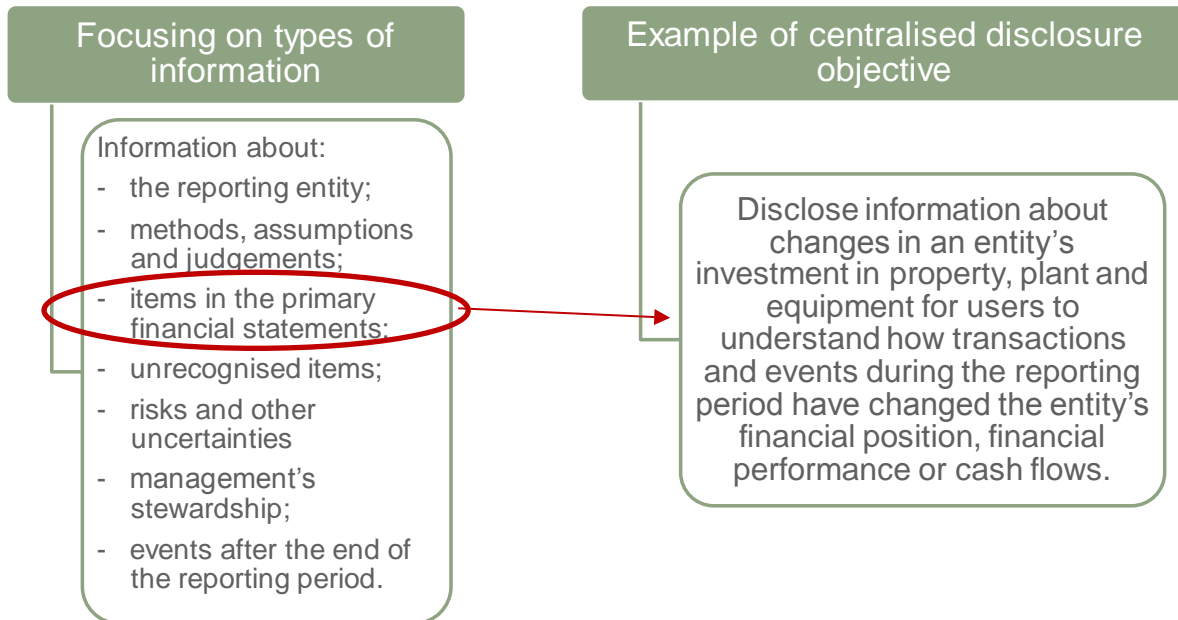 Focusing on types of
information
Information about:
- the reporting entity;
- methods, assumptions
and judgements;
- items in the primary
financial statements;
- unrecognised items;
- risks and other
uncertainties
- management's
stewardship;
- events after the end of
the reporting period.
Example of centralised disclosure
objective
Disclose information about
changes in an entity's
investment in property, plant and
equipment for users to
understand how transactions
and events during the reporting
period have changed the entity's
financial position, financial
performance or cash flows.